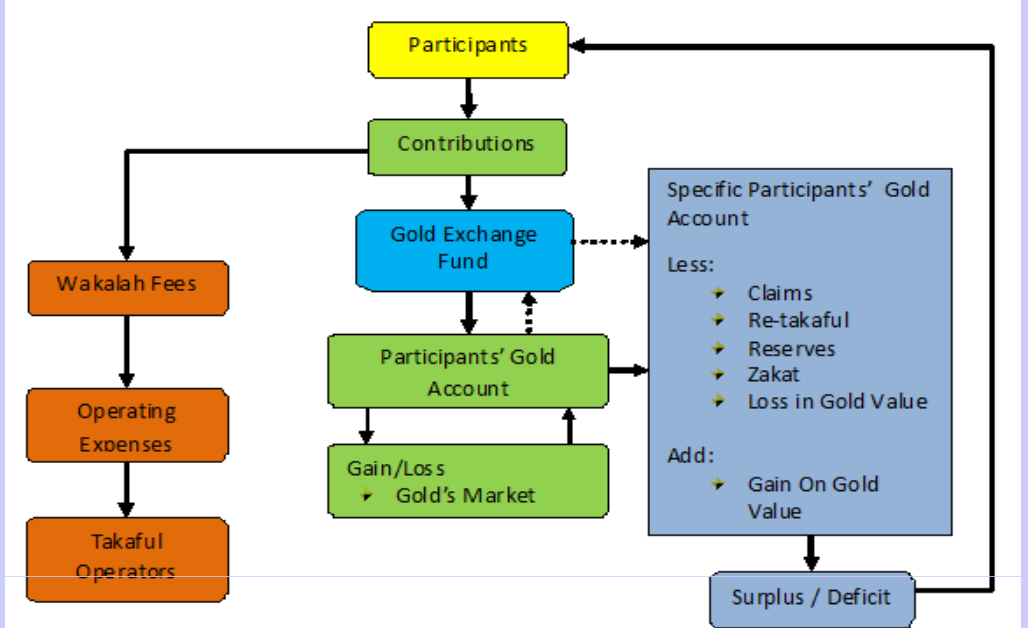 Participants
Contributions
Gold Exchange
Fund
Wakalah Fees
Participants' Gold
Account
Operating
Expenses
Gain/Loss
Gold's Market
Takaful
Operators
Specific Participants' Gold
Account
Less:
Claims
Re-takaful
Reserves
Zakat
Loss in Gold Value
Add:
Gain On Gold
Value
Surplus / Deficit